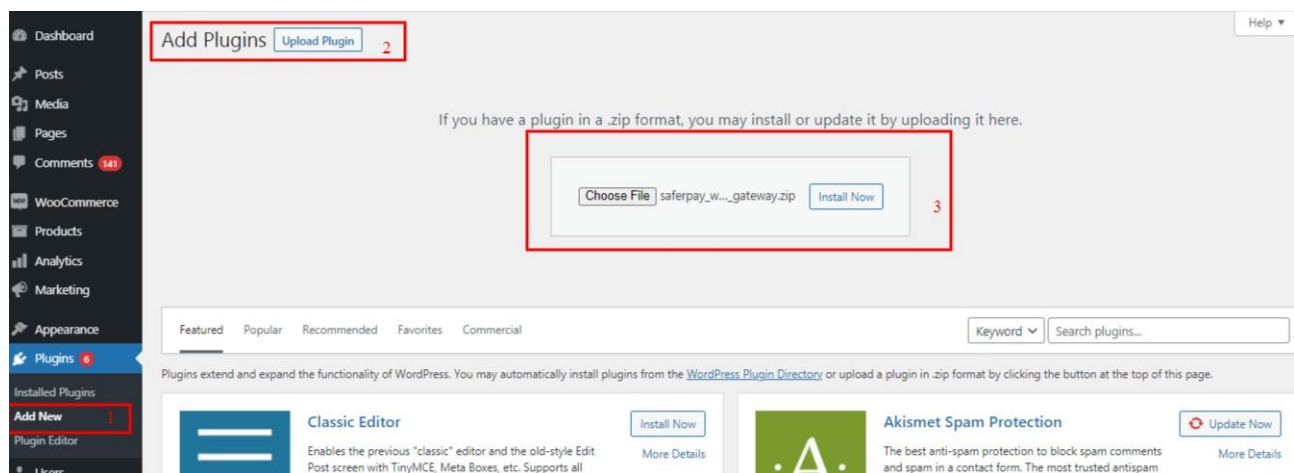 Help ▼
Dashboard
Posts
Media
Pages
Comments 141
WooCommerce
Products
Analytics
Marketing
Appearance
Plugins 6
Installed Plugins
Add New 1
Plugin Editor
Users
Add Plugins Upload Plugin 2
If you have a plugin in a .zip format, you may install or update it by uploading it here.
Choose File saferpay_w..._gateway.zip Install Now 3
Featured Popular Recommended Favorites Commercial
Keyword Search plugins...
Plugins extend and expand the functionality of WordPress. You may automatically install plugins from the WordPress Plugin Directory or upload a plugin in .zip format by clicking the button at the top of this page.
Classic Editor
Install Now
More Details
Enables the previous "classic" editor and the old-style Edit
Post screen with TinyMCE, Meta Boxes, etc. Supports all
Akismet Spam Protection
Update Now
More Details
The best anti-spam protection to block spam comments
and spam in a contact form. The most trusted antispam